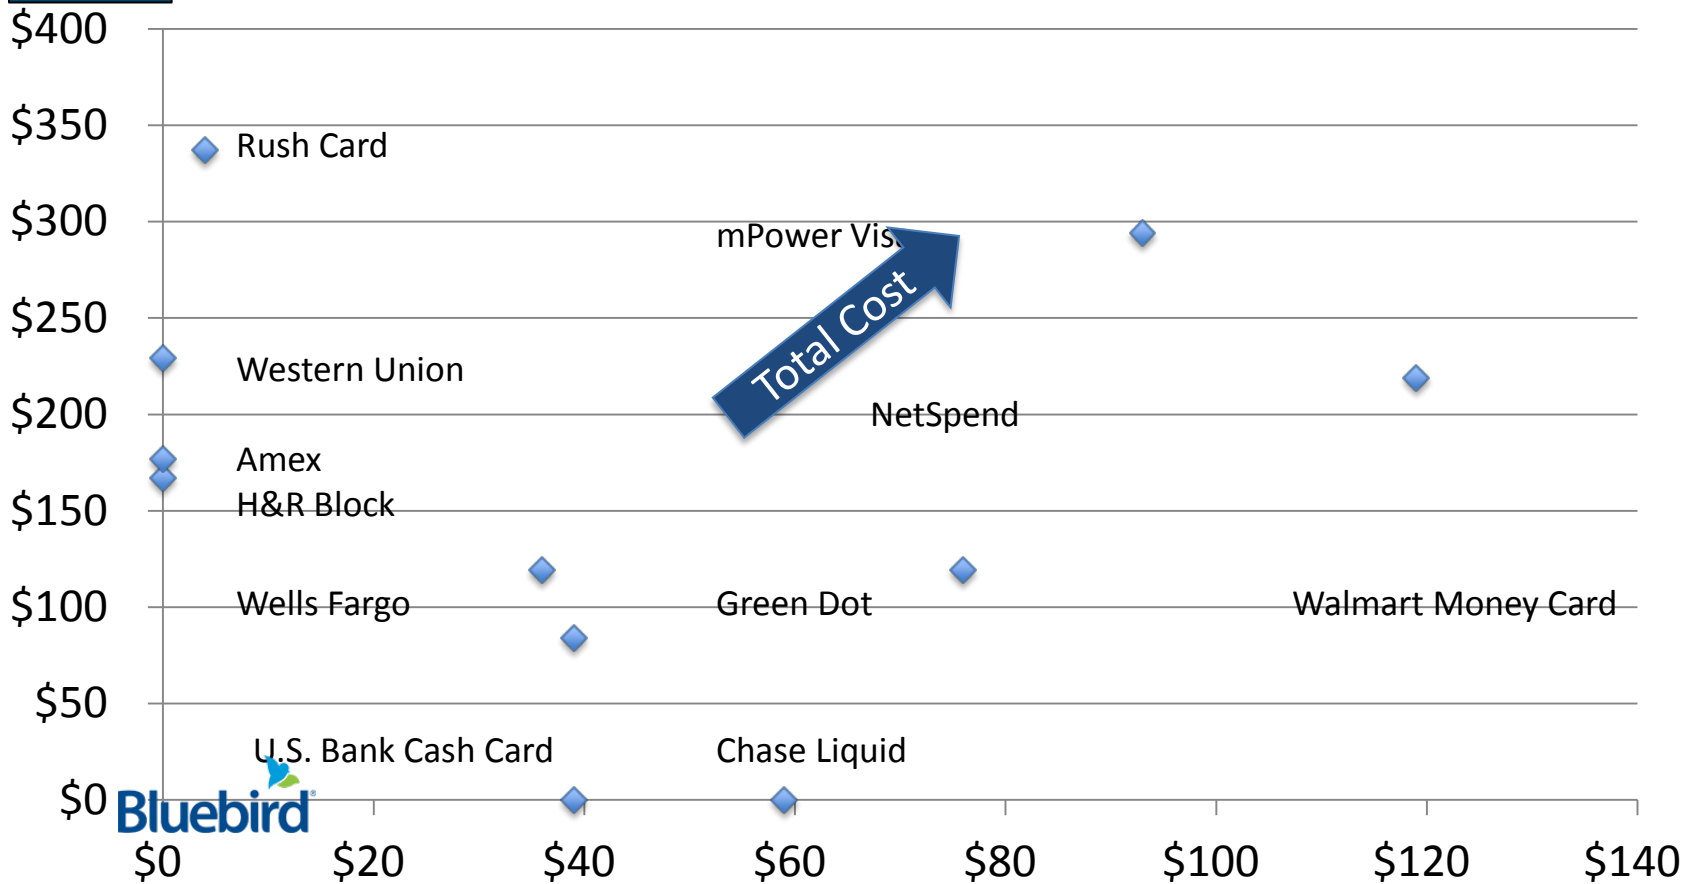 $400
$350
Rush Card
$300
mPower Visa
$250
Total Cost
Western Union
$200
NetSpend
Amex
$150
H&R Block
$100
Wells Fargo
Green Dot
Walmart Money Card
$50
U.S. Bank Cash Card
Chase Liquid
$0
Bluebird®
$0 $20 $40 $60 $80 $100 $120 $140